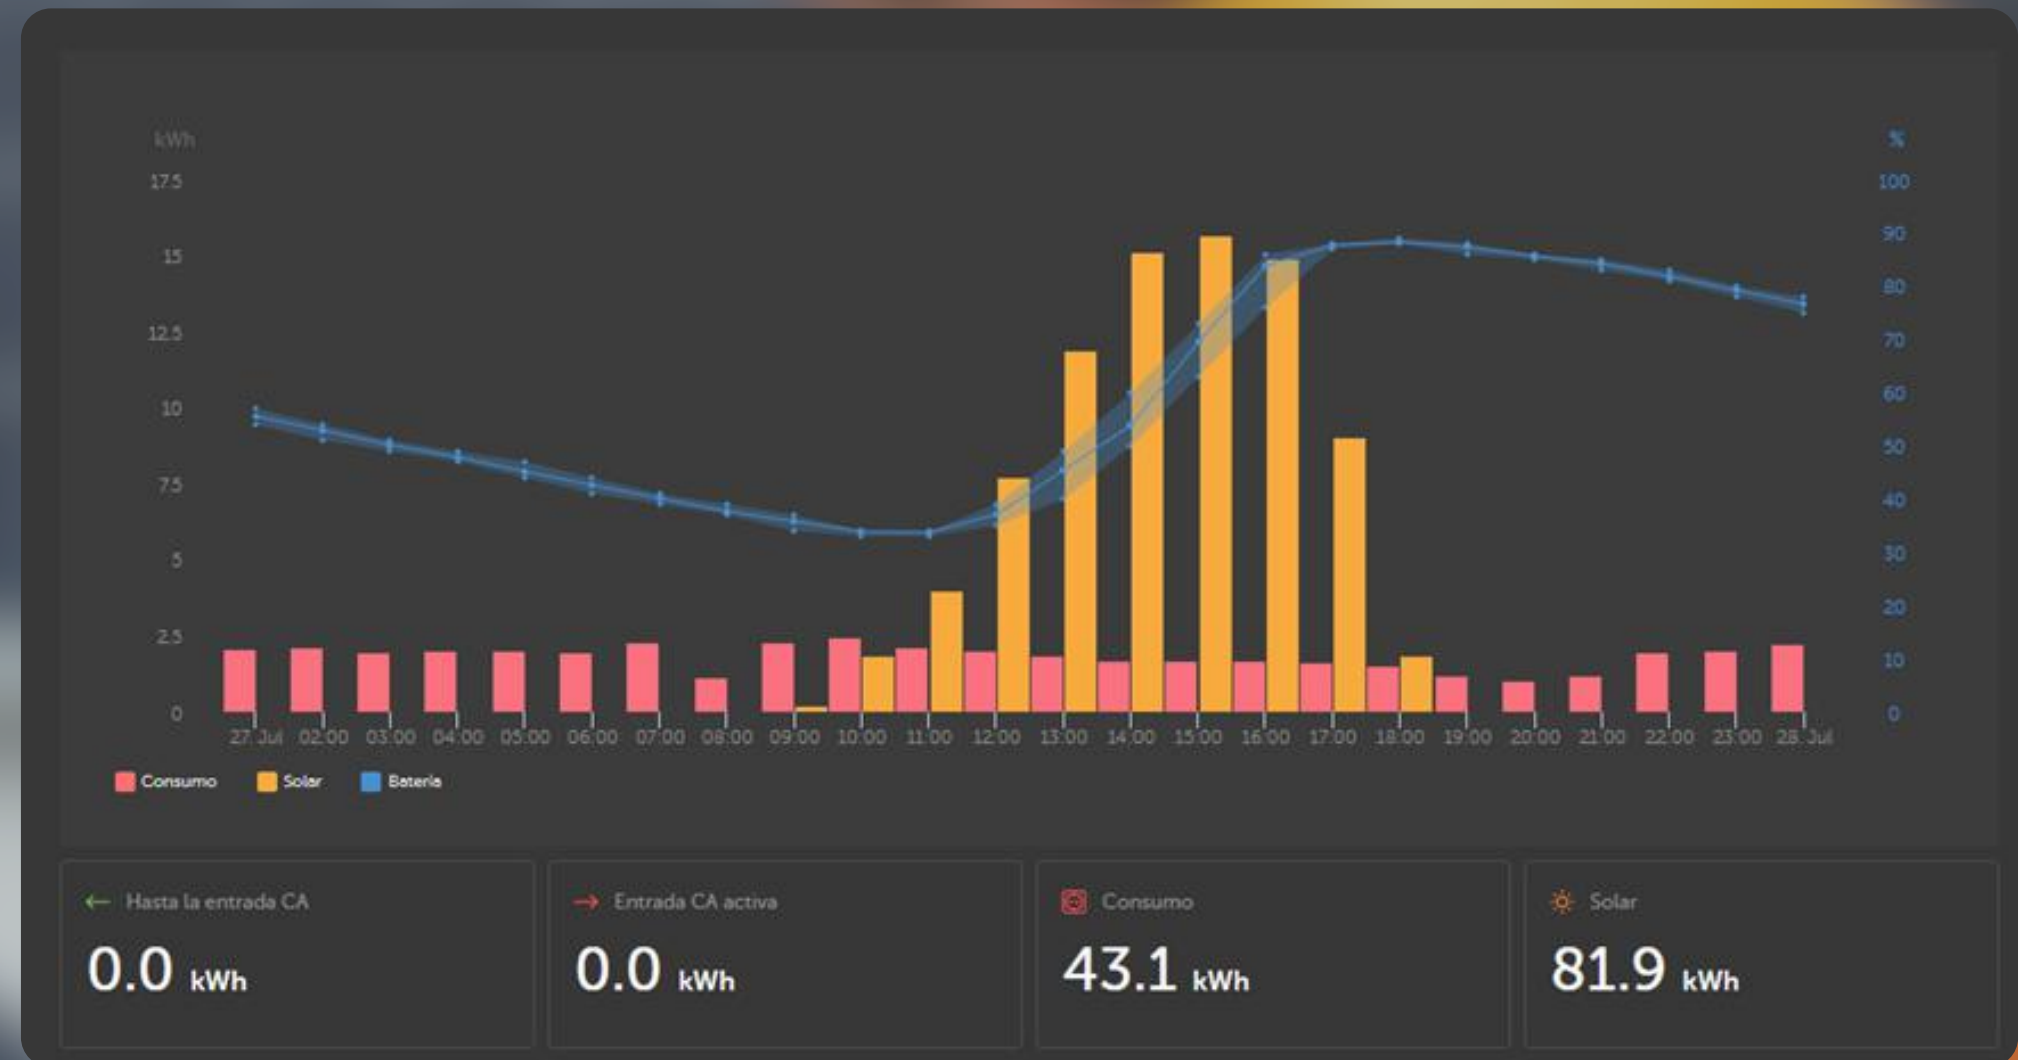 kWh
%
17.5
100
15
90
12.5
80
10
70
7.5
60
5
50
2.5
40
0
30
20
10
0
27. Jul 02:00 03:00 04:00 05:00 06:00 07:00 08:00 09:00 10:00 11:00 12:00 13:00 14:00 15:00 16:00 17:00 18:00 19:00 20:00 21:00 22:00 23:00 28. Jul
Consumo Solar Batería
Hasta la entrada CA
0.0 kWh
Entrada CA activa
0.0 kWh
Consumo
43.1 kWh
Solar
81.9 kWh